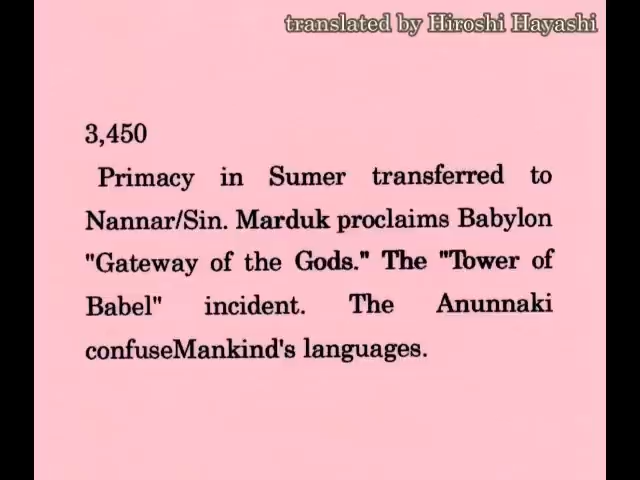 translated by Hiroshi Hayashi
3,450
Primacy in Sumer transferred to
Nannar/Sin. Marduk proclaims Babylon
"Gateway of the Gods." The "Tower of
Babel" incident. The Anunnaki
confuseMankind's languages.